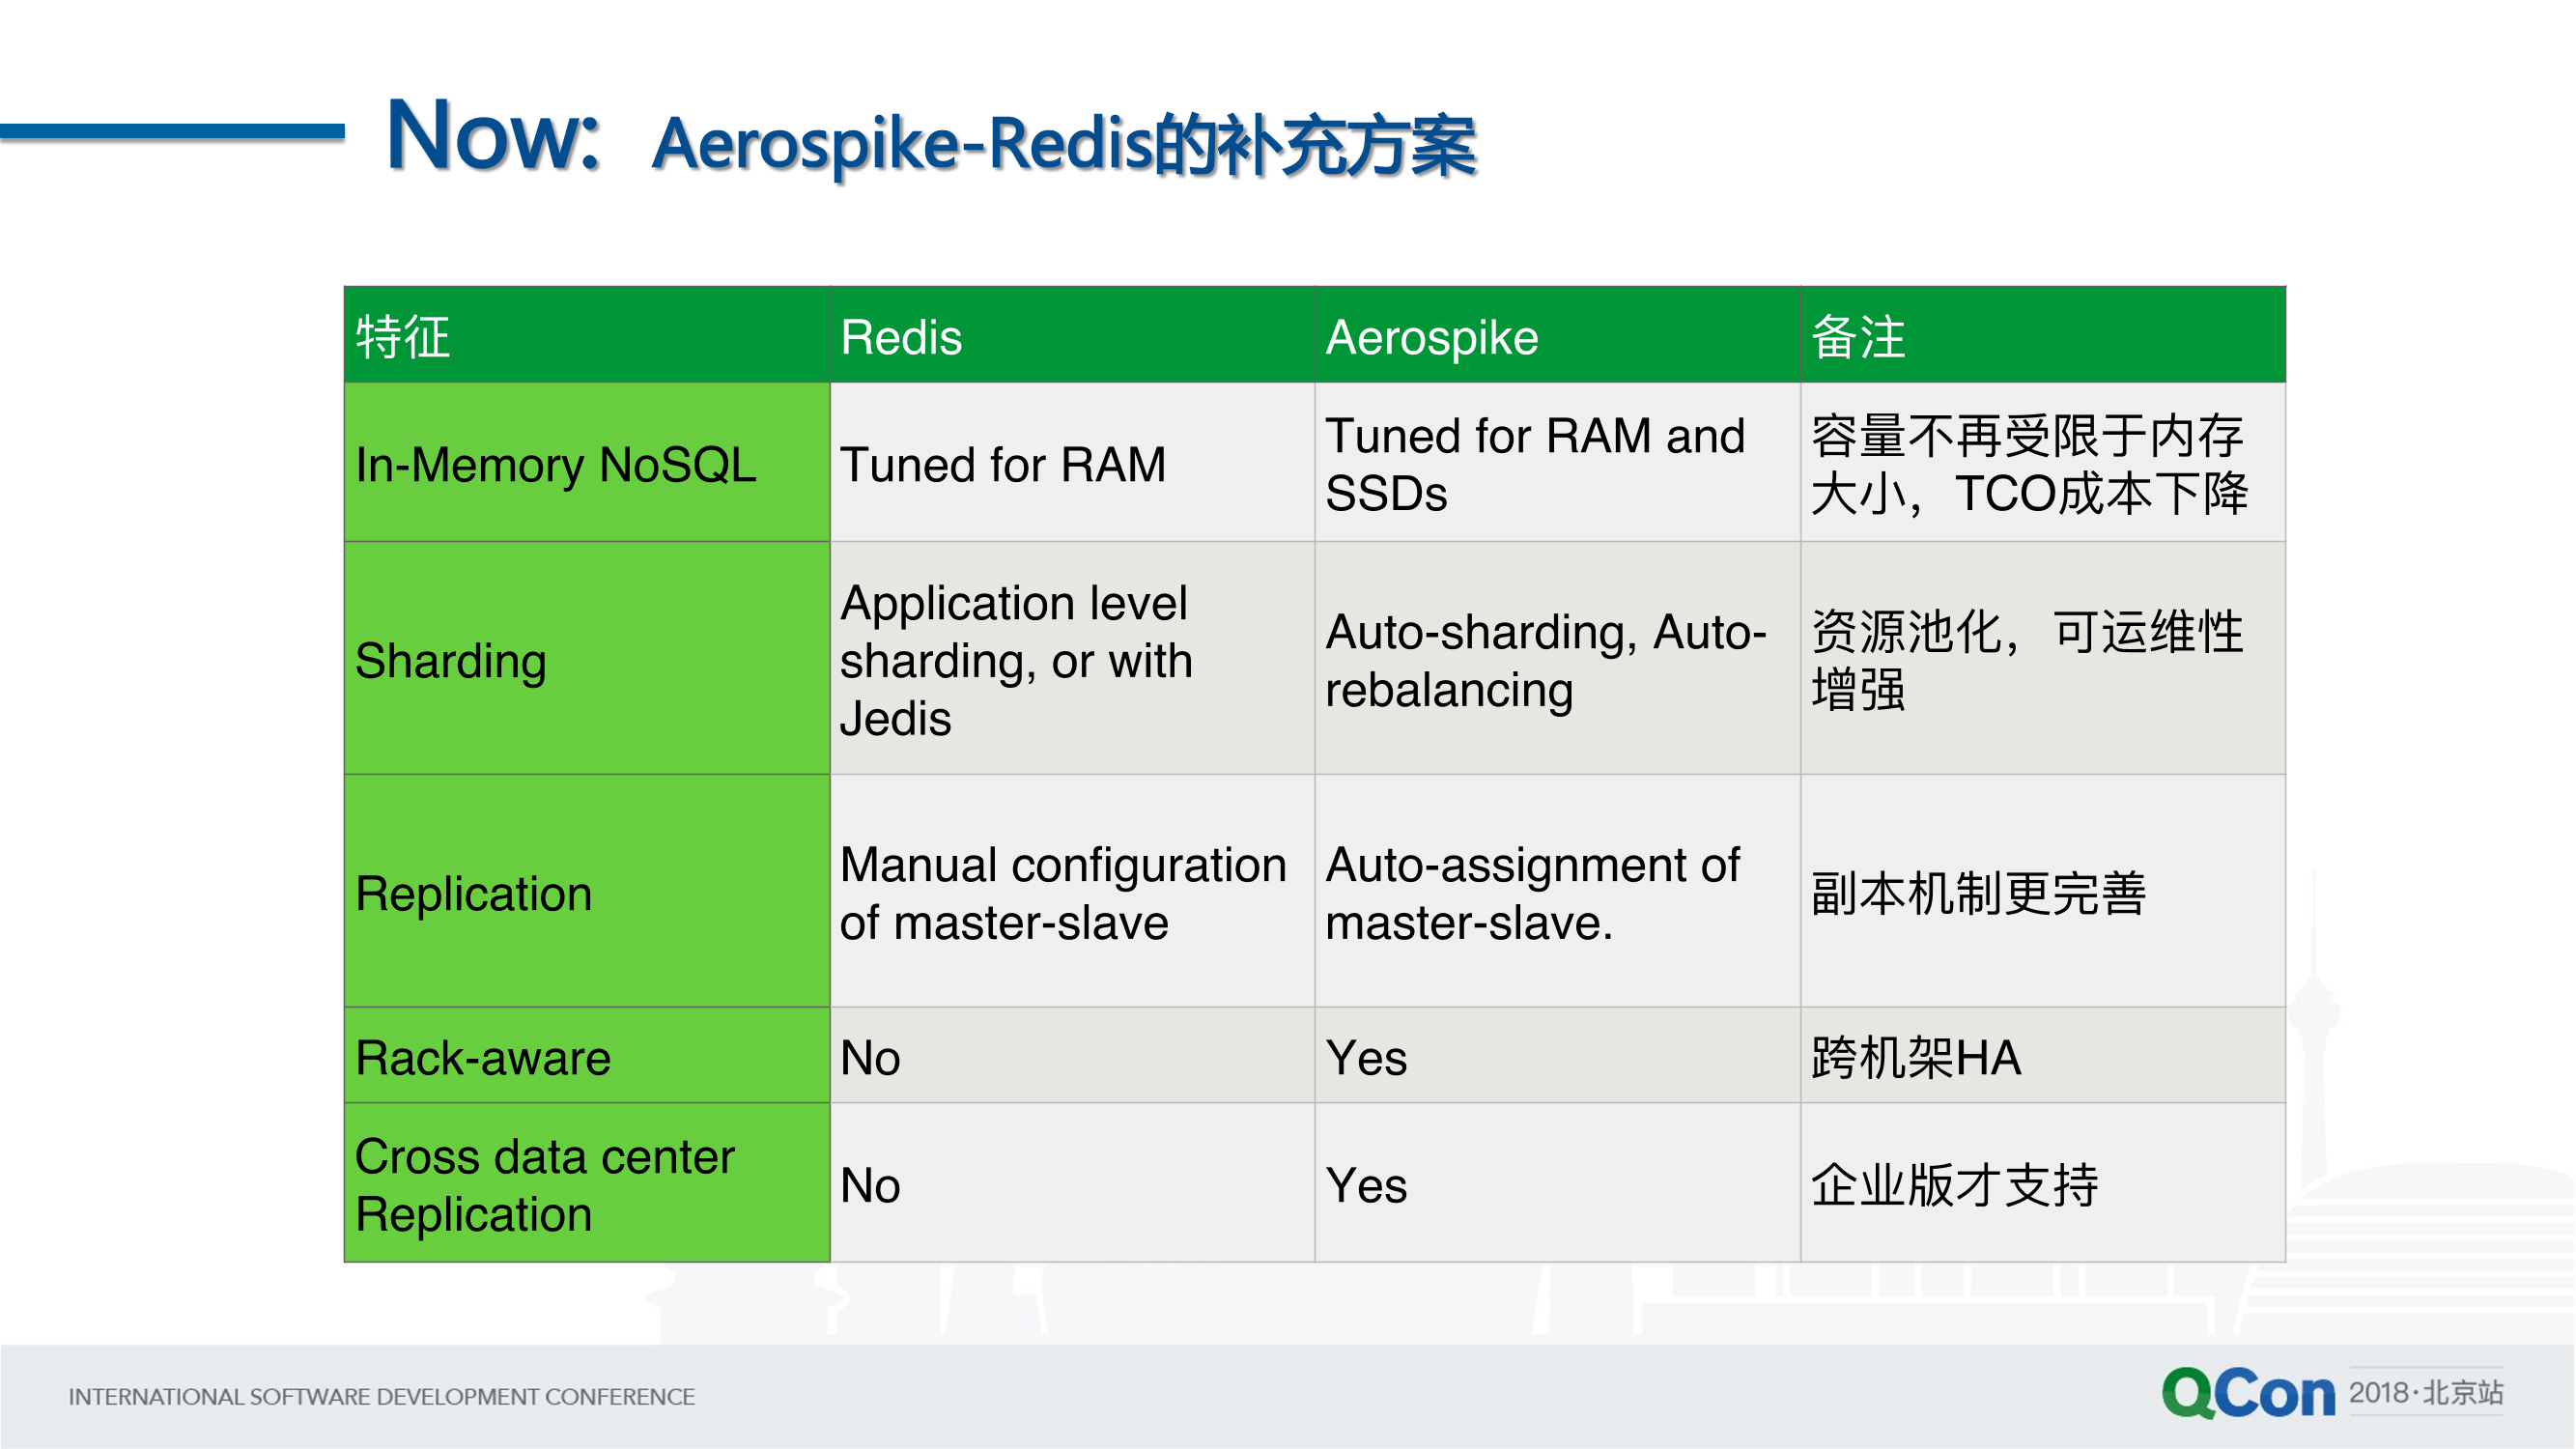 Now: Aerospike-Redis的补充方案
特征
Redis
Aerospike
备注
In-Memory NoSQL
Tuned for RAM
Tuned for RAM and
SSDs
容量不再受限于内存
大小，TCO成本下降
Sharding
Application level
sharding, or with
Jedis
Auto-sharding, Auto-
rebalancing
资源池化，可运维性
增强
Replication
Manual configuration
of master-slave
Auto-assignment of
master-slave.
副本机制更完善
Rack-aware
No
Yes
跨机架HA
Cross data center
Replication
No
Yes
企业版才支持
INTERNATIONAL SOFTWARE DEVELOPMENT CONFERENCE
QCon 2018·北京站